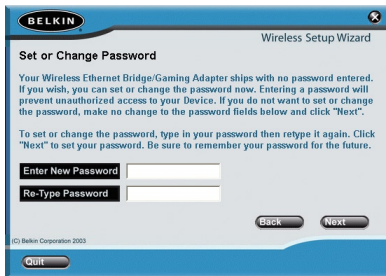 BELKIN
Wireless Setup Wizard
Set or Change Password
Your Wireless Ethernet Bridge/Gaming Adapter ships with no password entered.
If you wish, you can set or change the password now. Entering a password will
prevent unauthorized access to your Device. If you do not want to set or change
the password, make no change to the password fields below and click "Next".
To set or change the password, type in your password then retype it again. Click
"Next" to set your password. Be sure to remember your password for the future.
Enter New Password
Re-Type Password
Back Next
(C) Belkin Corporation 2003
Quit